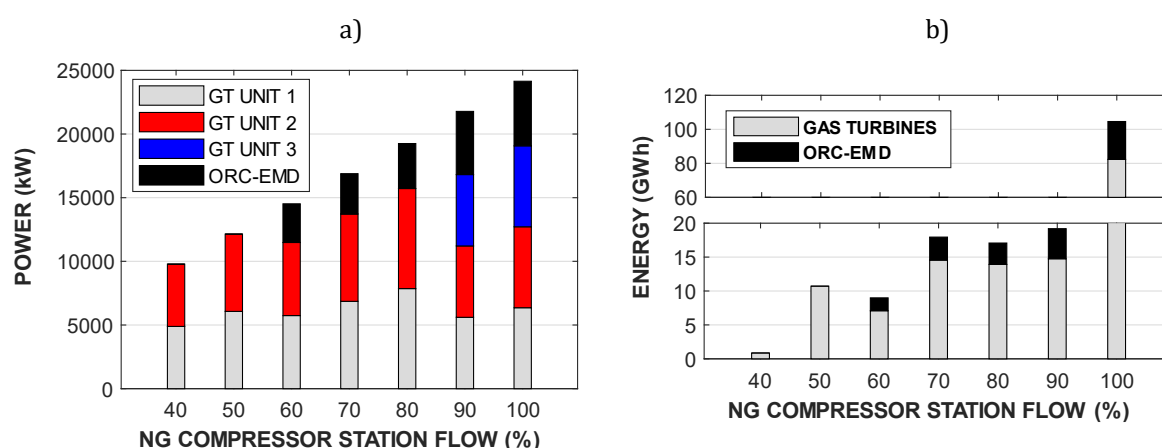 a)
25000
20000
15000
10000
5000
0
POWER (kW)
GT UNIT 1
GT UNIT 2
GT UNIT 3
ORC-EMD
40 50 60 70 80 90 100
NG COMPRESSOR STATION FLOW (%)
b)
120
100
80
60
20
15
10
5
0
ENERGY (GWh)
GAS TURBINES
ORC-EMD
40 50 60 70 80 90 100
NG COMPRESSOR STATION FLOW (%)